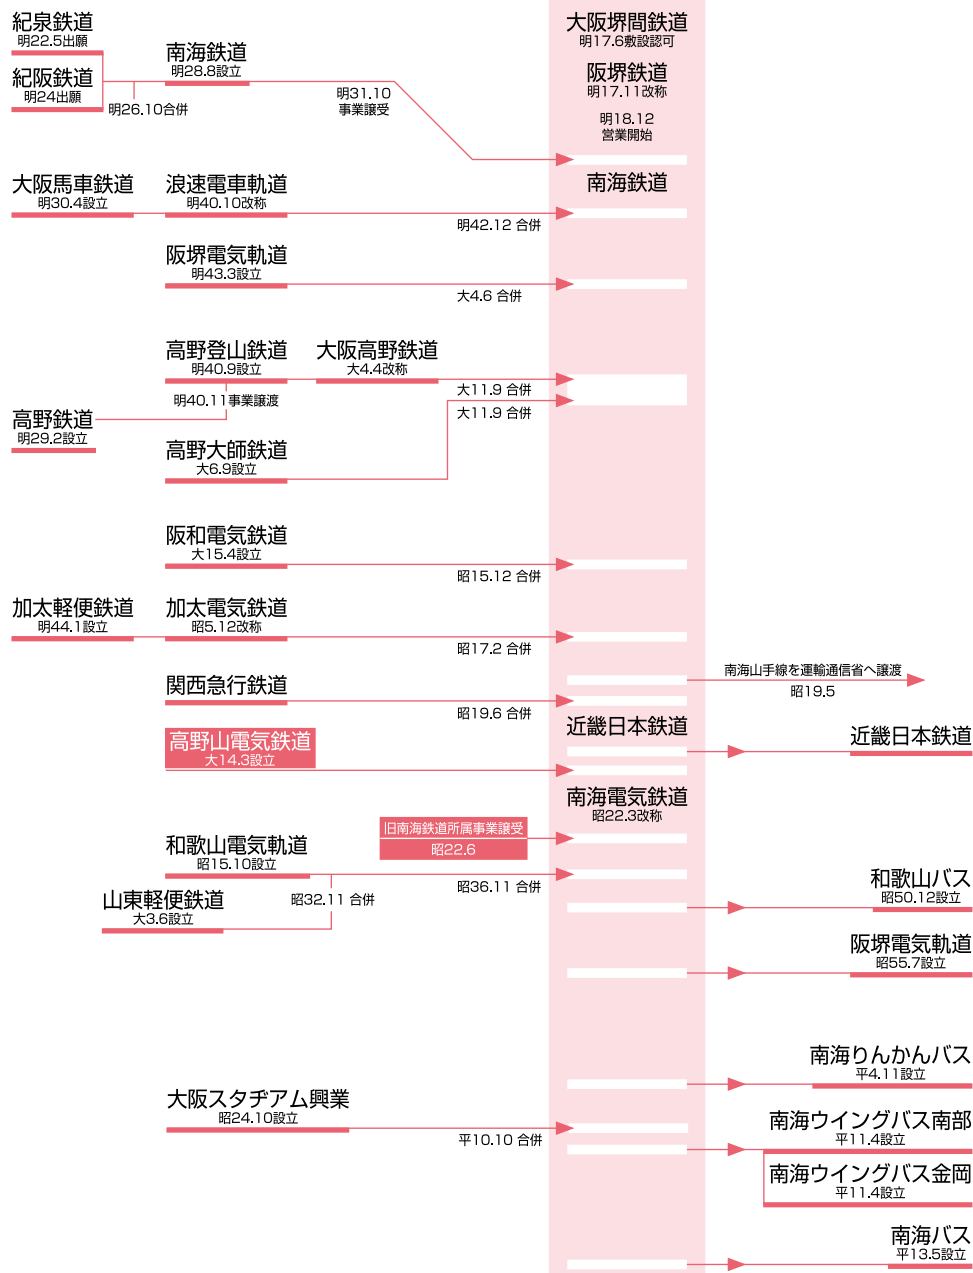 紀泉鉄道
明22.5出願
紀阪鉄道
明24出願
明26.10合併
南海鉄道
明28.8設立
明31.10
事業譲受
大阪堺間鉄道
明17.6敷設認可
阪堺鉄道
明17.11改称
明18.12
営業開始
南海鉄道
大阪馬車鉄道
明30.4設立
浪速電車軌道
明40.10改称
明42.12 合併
阪堺電気軌道
明43.3設立
大4.6 合併
高野登山鉄道
明40.9設立
大阪高野鉄道
大4.4改称
大11.9 合併
明40.11事業譲渡
大11.9 合併
高野鉄道
明29.2設立
高野大師鉄道
大6.9設立
阪和電気鉄道
大15.4設立
昭15.12 合併
加太軽便鉄道
明44.1設立
加太電気鉄道
昭5.12改称
昭17.2 合併
南海山手線を運輸通信省へ譲渡
昭19.5
関西急行鉄道
昭19.6 合併
近畿日本鉄道
近畿日本鉄道
高野山電気鉄道
大14.3設立
南海電気鉄道
昭22.3改称
旧南海鉄道所属事業譲受
昭22.6
和歌山電気軌道
昭15.10設立
昭36.11 合併
山東軽便鉄道
大3.6設立
昭32.11 合併
和歌山バス
昭50.12設立
阪堺電気軌道
昭55.7設立
南海りんかんバス
平4.11設立
大阪スタヂアム興業
昭24.10設立
平10.10 合併
南海ウイングバス南部
平11.4設立
南海ウイングバス金岡
平11.4設立
南海バス
平13.5設立